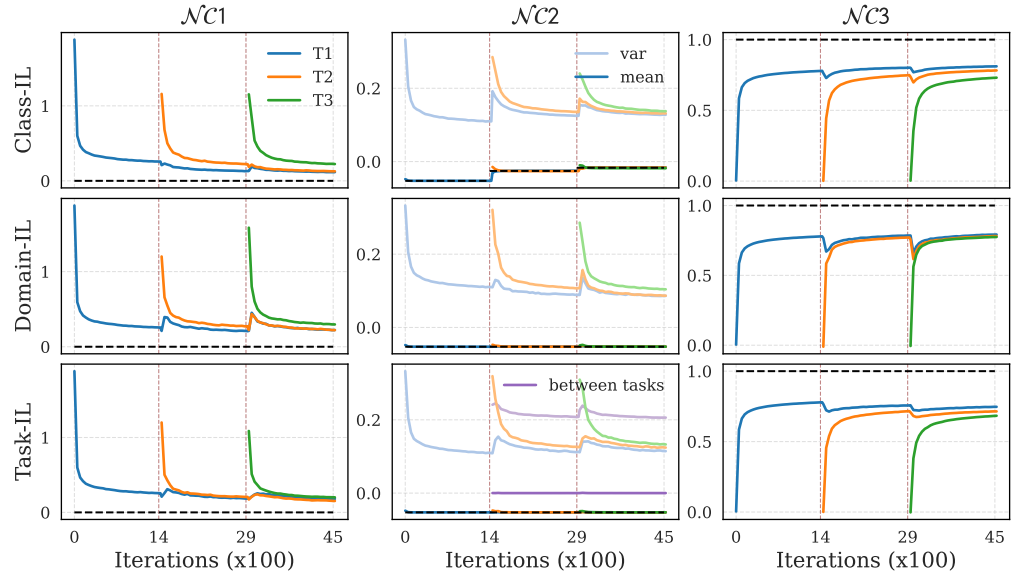 NC1 NC2 NC3
Class-IL
1
0
T1
T2
T3
0.2
0.0
var
mean
1.0
0.5
0.0
Domain-IL
1
0
0.2
0.0
1.0
0.5
0.0
Task-IL
1
0
0.2
0.0
between tasks
1.0
0.5
0.0
0 14 29 45
0 14 29 45
0 14 29 45
Iterations (x100) Iterations (x100) Iterations (x100)